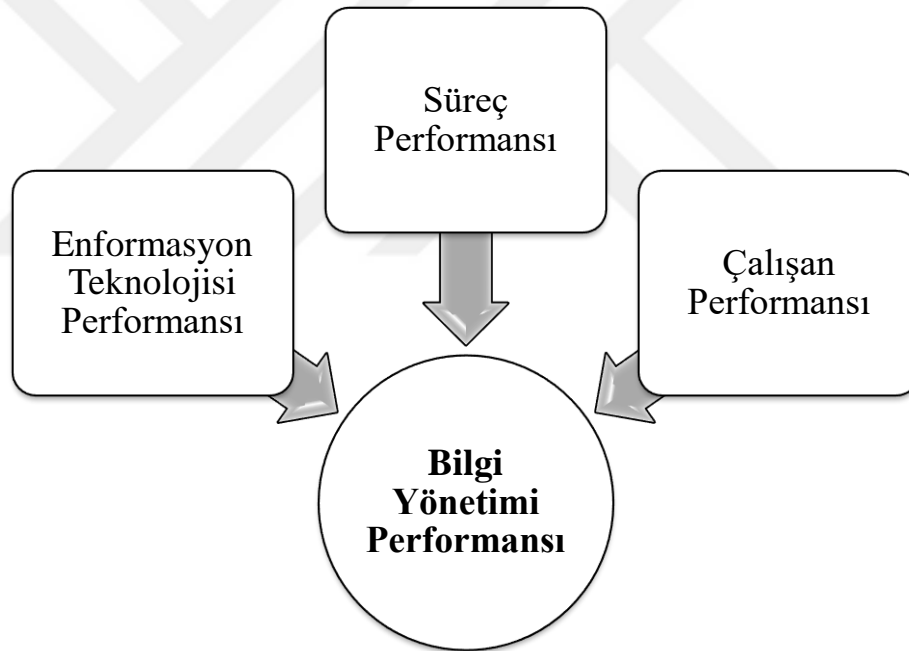 Süreç
Performansı
Enformasyon
Teknolojisi
Performansı
Çalışan
Performansı
Bilgi
Yönetimi
Performansı